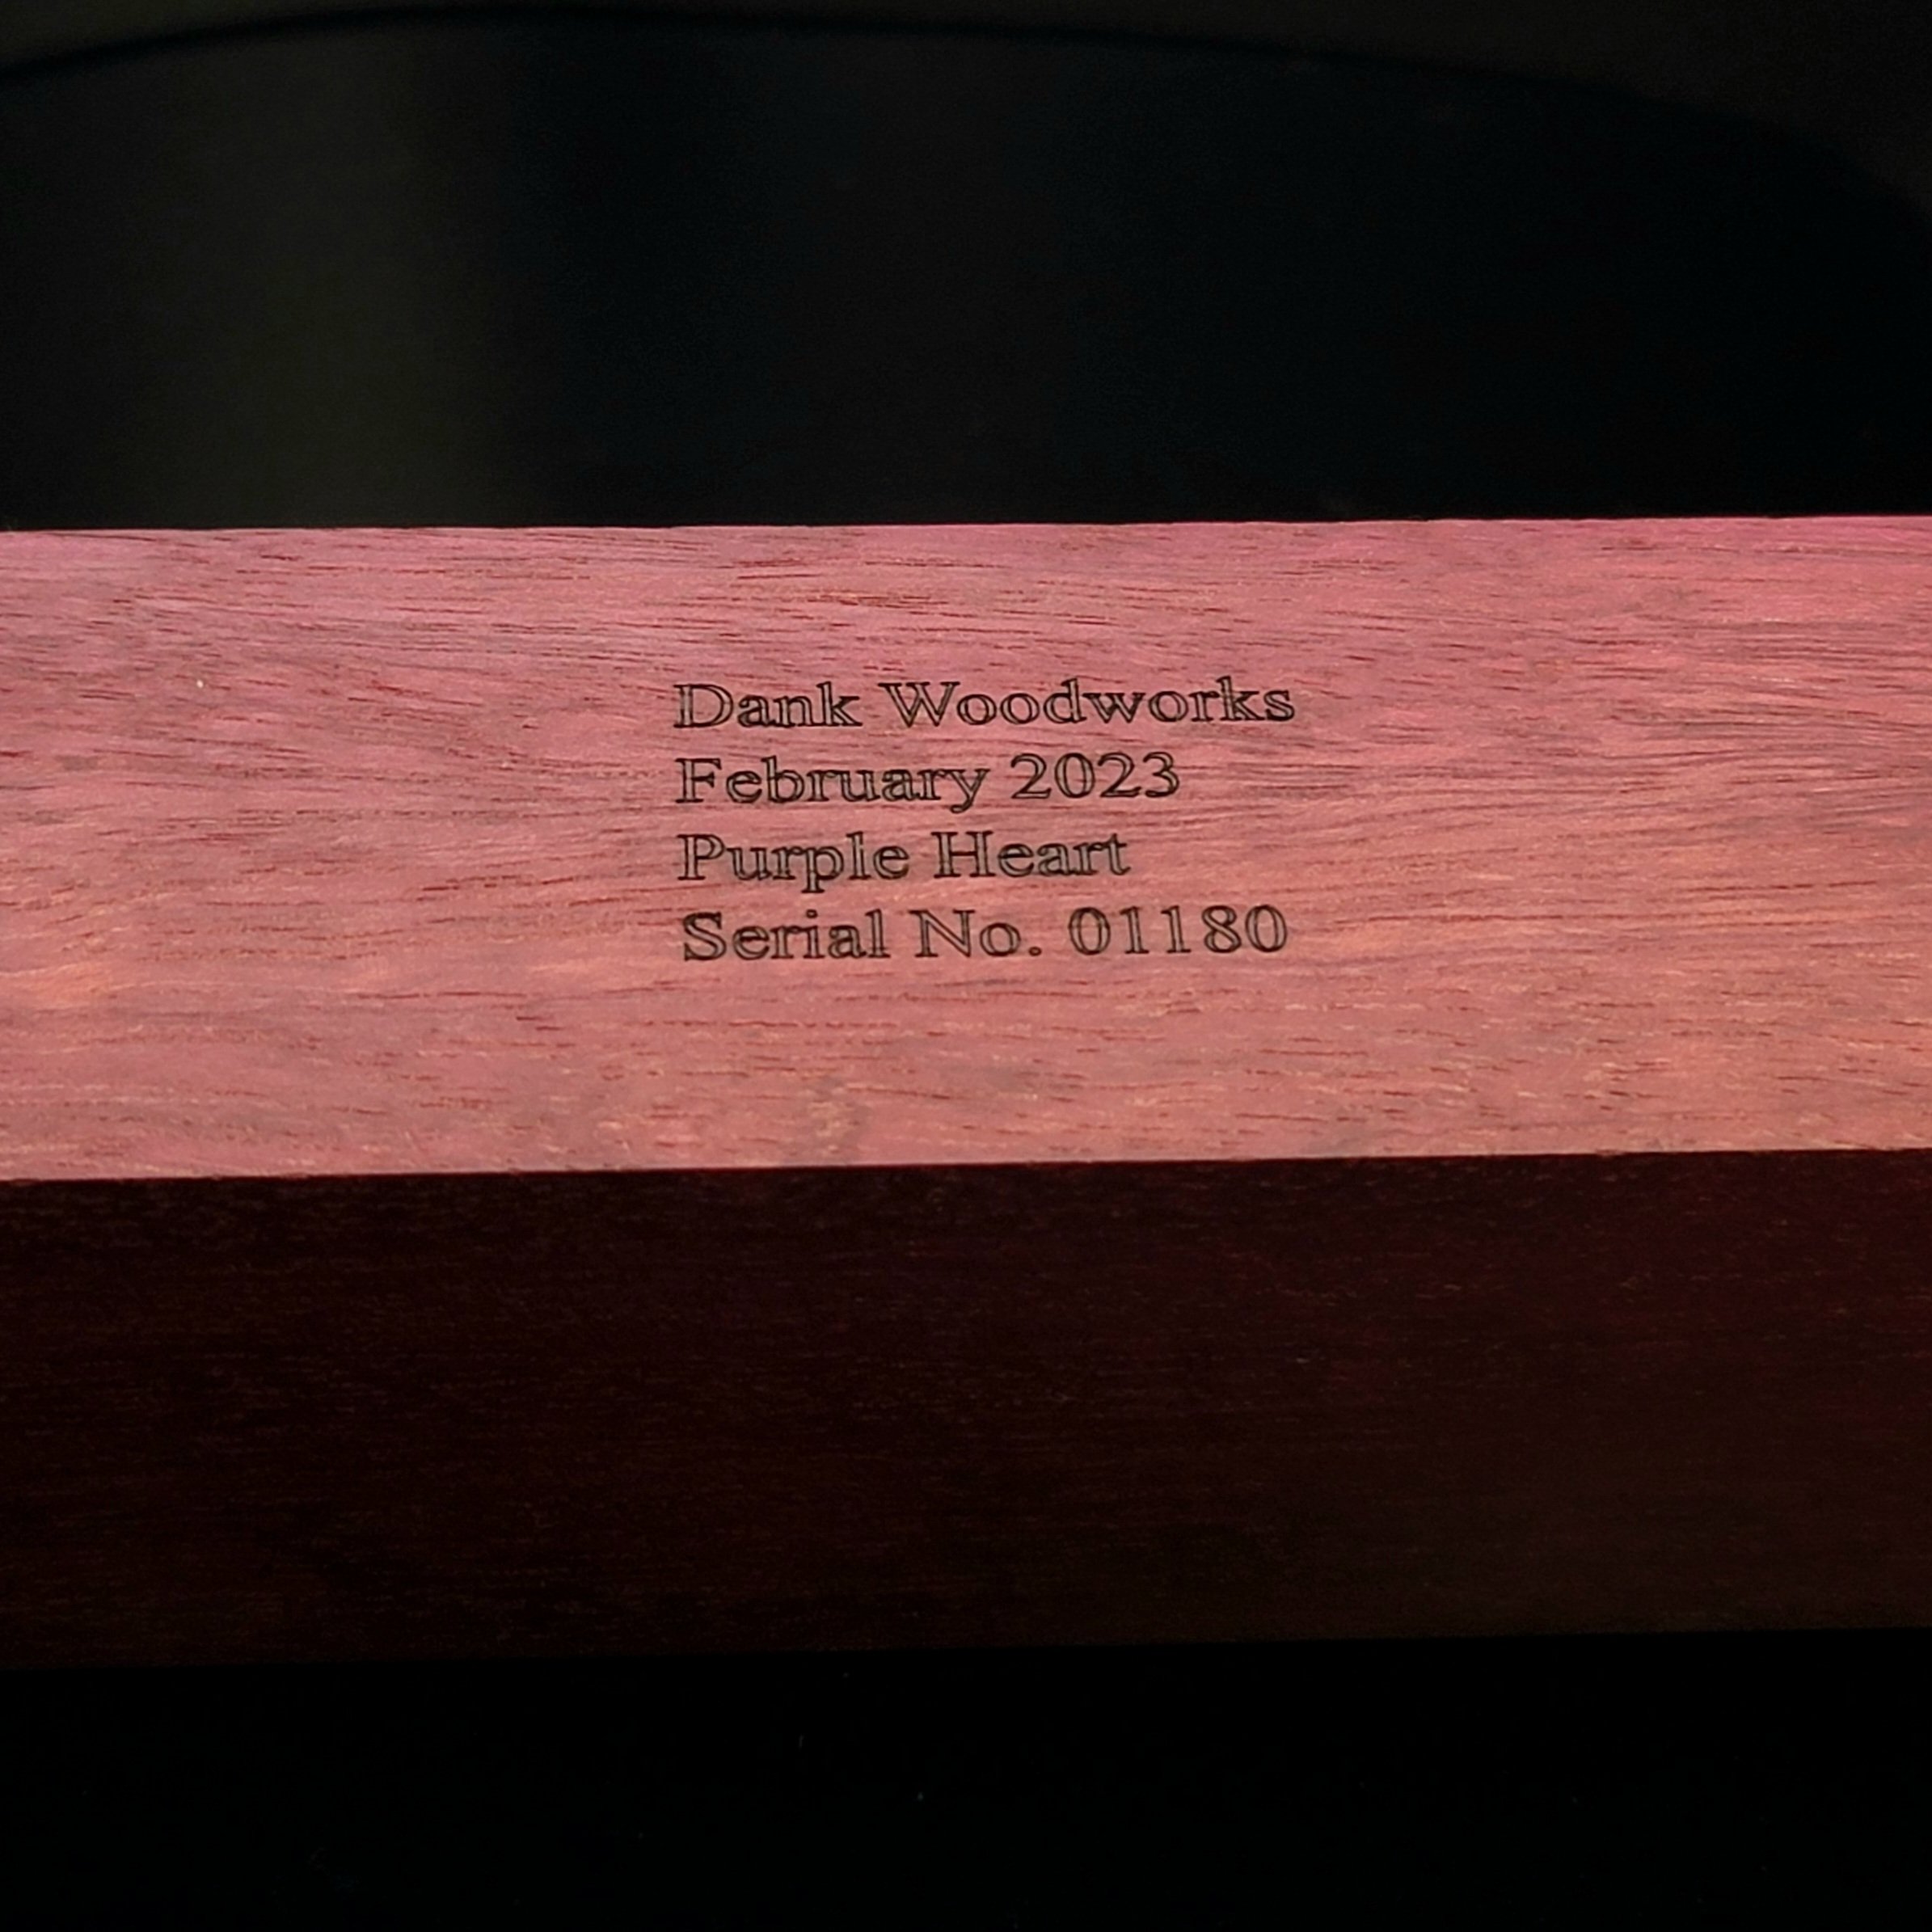 Dank Woodworks
February 2023
Purple Heart
Serial No. 01180